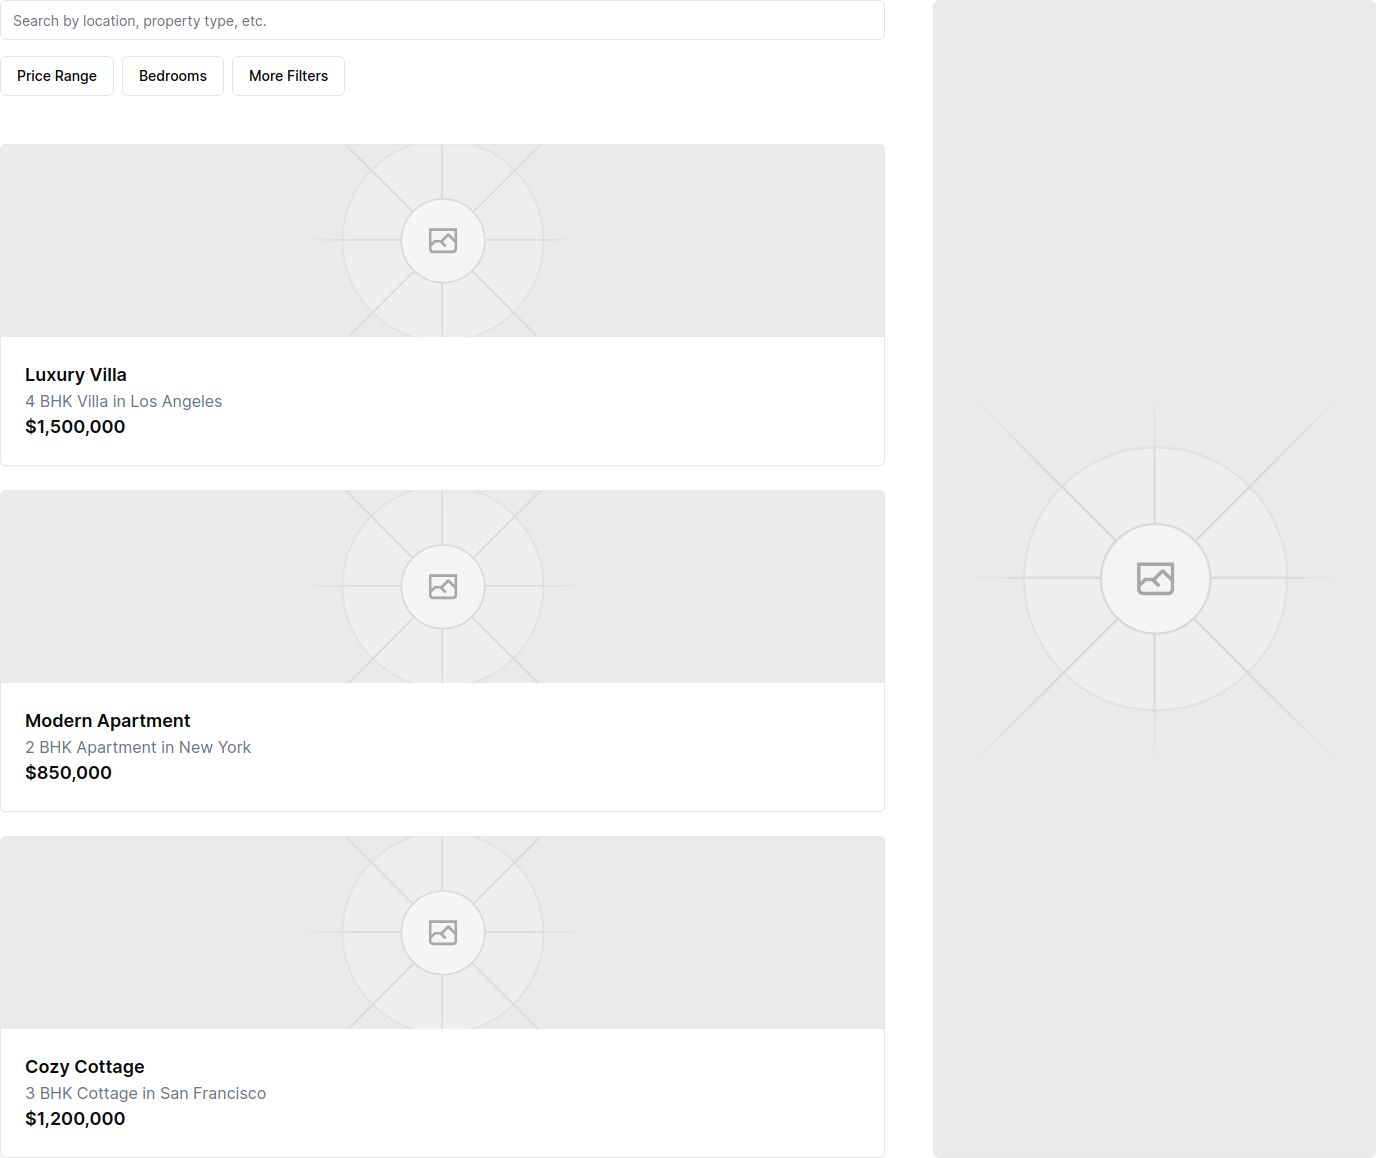 Search by location, property type, etc.
Price Range
Bedrooms
More Filters
Luxury Villa
4 BHK Villa in Los Angeles
$1,500,000
Modern Apartment
2 BHK Apartment in New York
$850,000
Cozy Cottage
3 BHK Cottage in San Francisco
$1,200,000